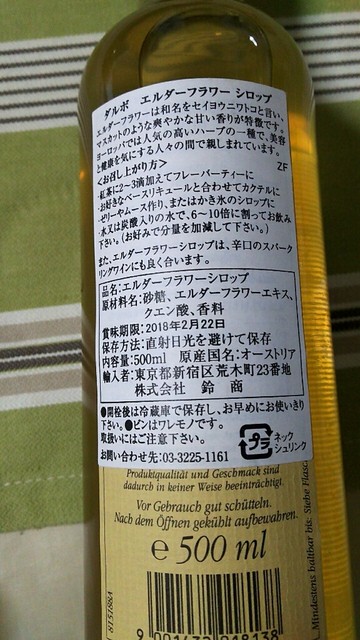 ダルボ エルダーフラワー シロップ
エルダーフラワーは和名をセイヨウニワトコと言い、
マスカットのような爽やかな甘い香りが特徴です。
ヨーロッパでは人気の高いハーブの一種で、美容
と健康を気にする人々の間で親しまれています。
ZF
<お召し上がり方>
・紅茶に2~3滴加えてフレーバーティーに
・お好きなベースリキュールと合わせてカクテルに
・ゼリーやムース作り、またはかき氷のシロップに
・水又は炭酸入りの水で、6~10倍に割ってお飲み
下さい。(お好みで分量を加減して下さい。)
また、エルダーフラワーシロップは、辛口のスパーク
リングワインにも良く合います。
品名:エルダーフラワーシロップ
原材料名:砂糖、エルダーフラワーエキス、
クエン酸、香料
賞味期限:2018年2月22日
保存方法:直射日光を避けて保存
内容量:500ml 原産国名:オーストリア
輸入者:東京都新宿区荒木町23番地
株式会社 鈴 商
●開栓後は冷蔵庫で保存し、お早めにお使いきり
下さい。●ビンはワレモノです。
取扱いにはご注意下さい。
お問い合わせ先:03-3225-1161
プラ
ネック
シュリンク
Produktqualität und Geschmack sind
dadurch in keiner Weise beeinträchtigt.
Vor Gebrauch gut schütteln.
Nach dem Öffnen gekühlt aufbewahren.
e 500 ml
Mindestens haltbar bis: Siehe Flasc